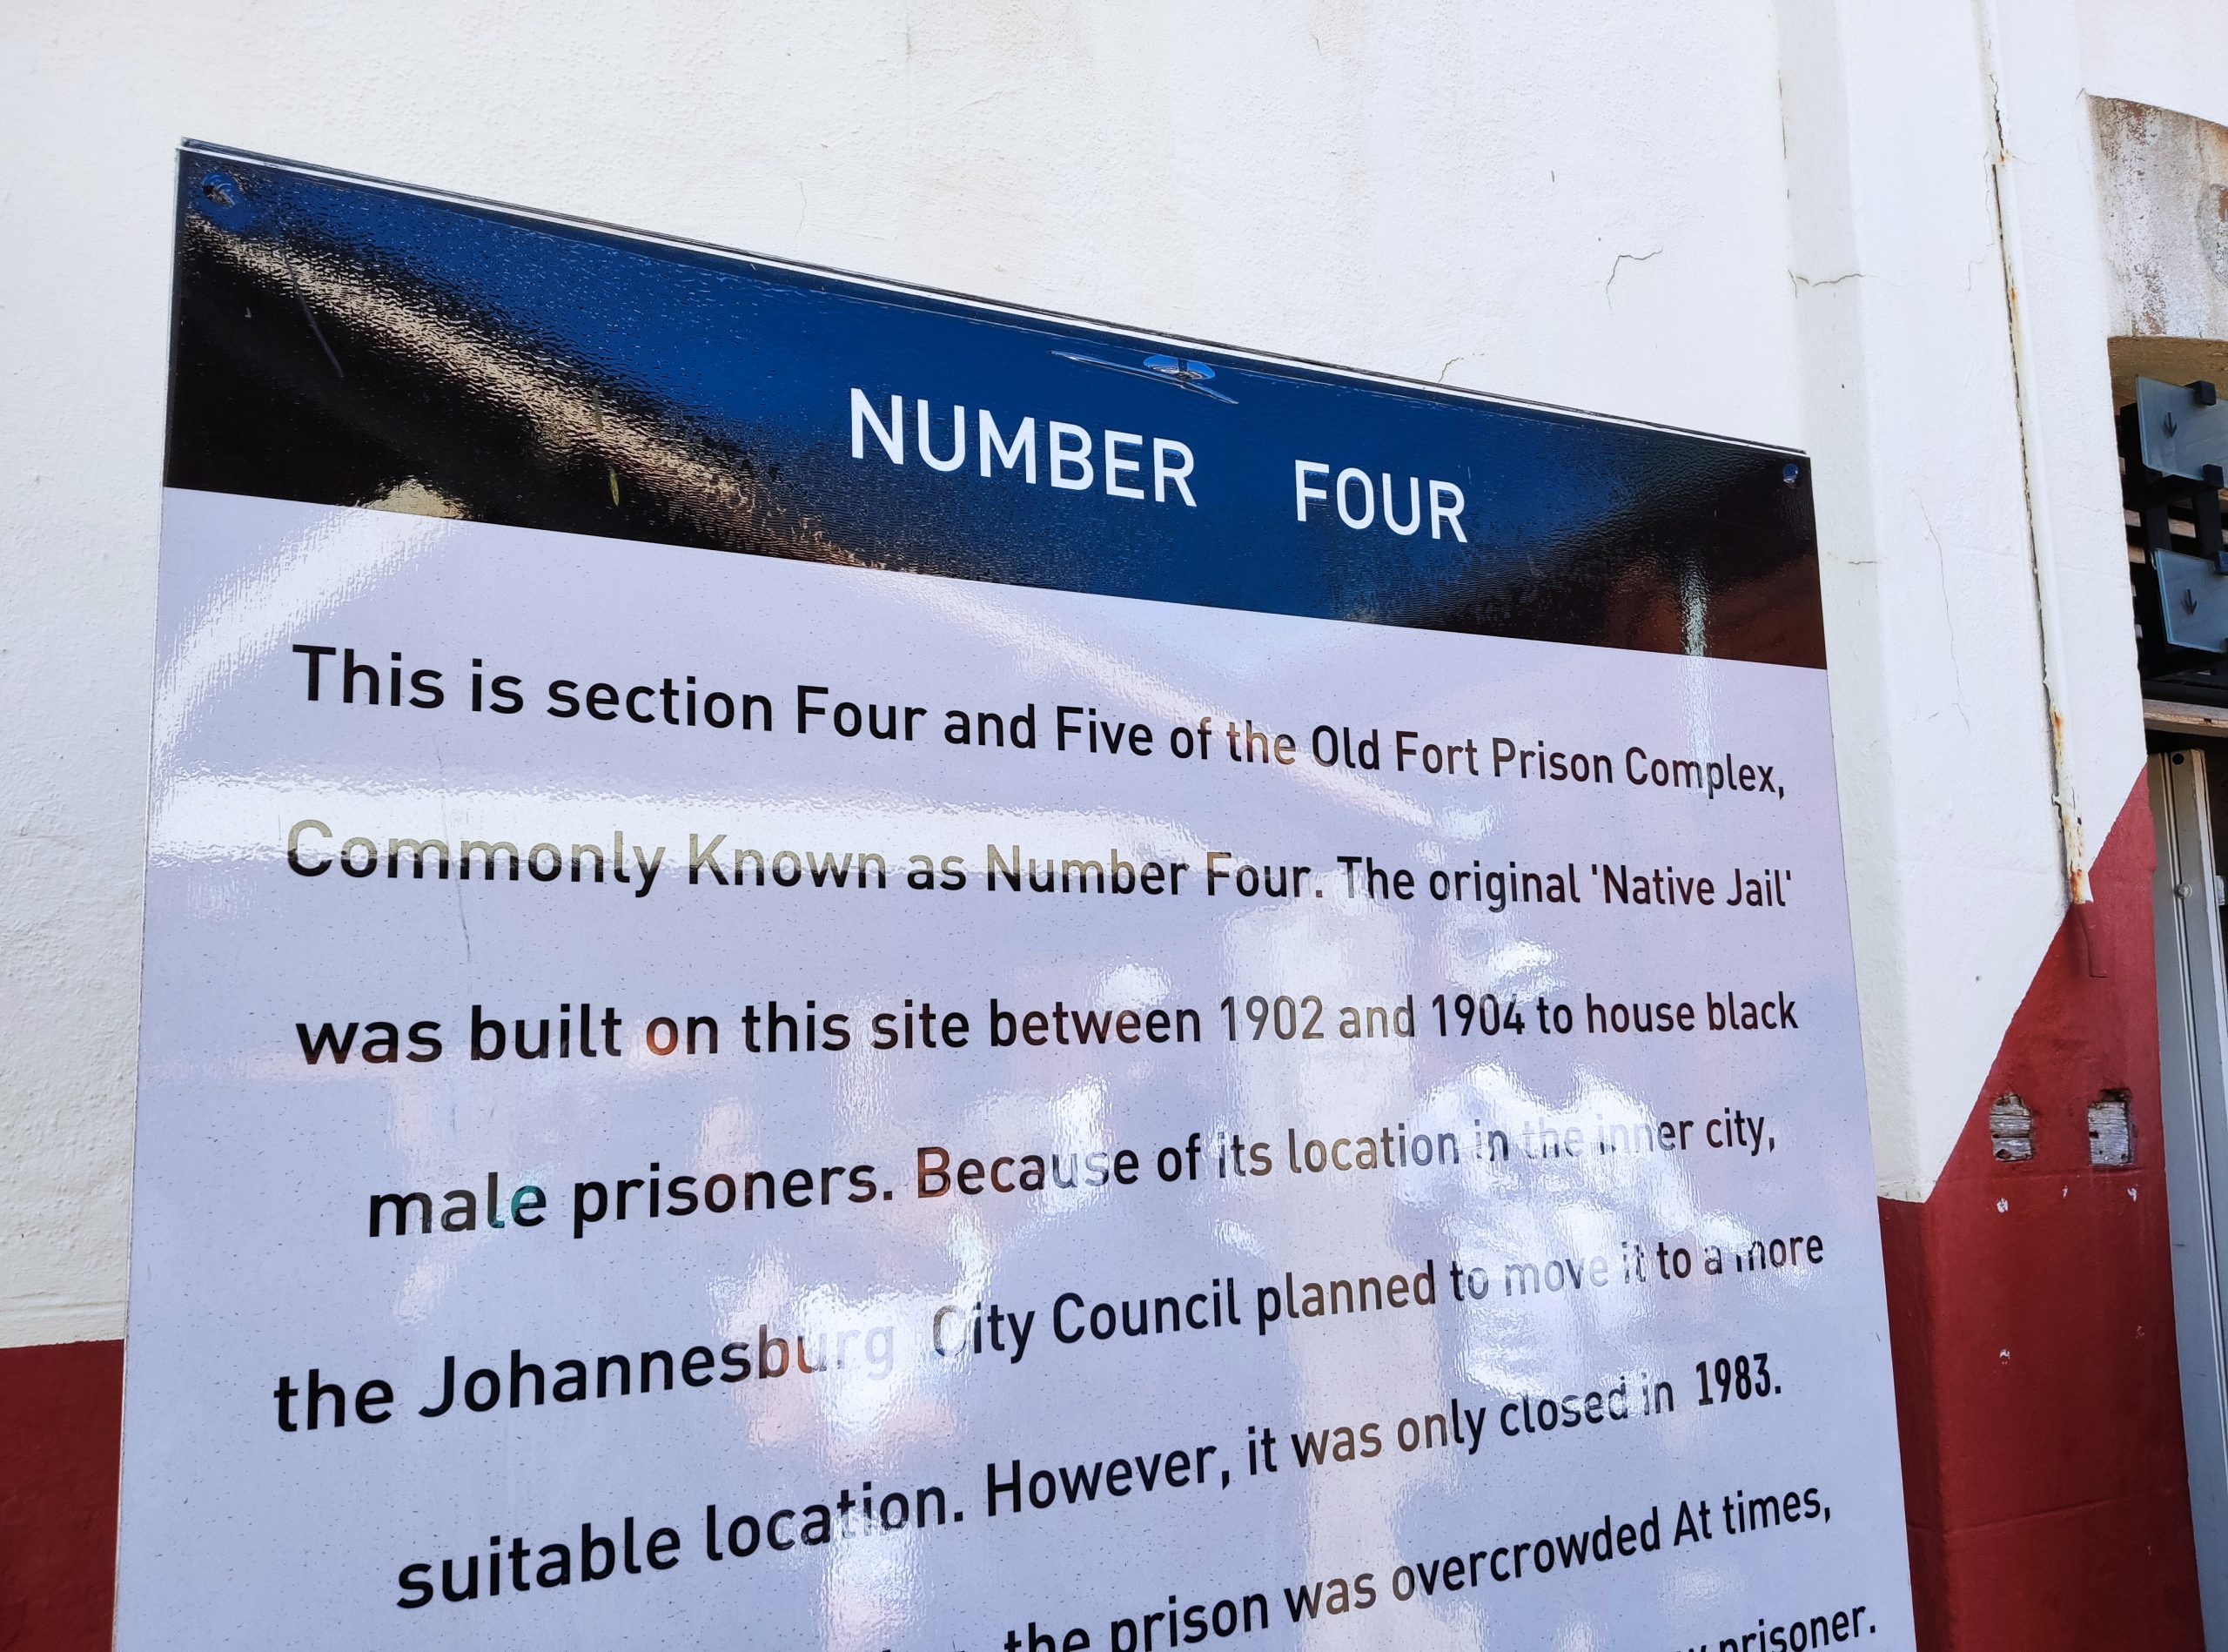 NUMBER FOUR
This is section Four and Five of the Old Fort Prison Complex,
Commonly Known as Number Four. The original 'Native Jail'
was built on this site between 1902 and 1904 to house black
male prisoners. Because of its location in the inner city,
the Johannesburg City Council planned to move it to a more
suitable location. However, it was only closed in 1983.
the prison was overcrowded At times,
prisoner.